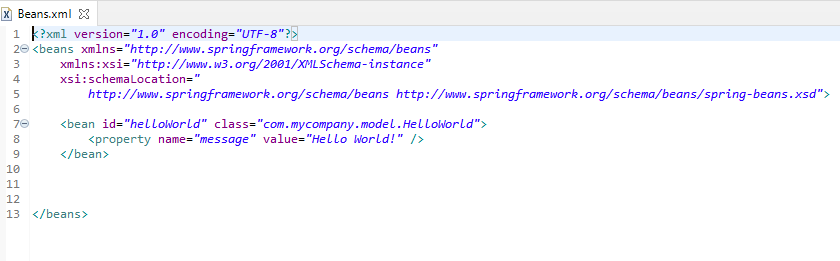 Beans.xml
1 <?xml version="1.0" encoding="UTF-8"?>
2 <beans xmlns="http://www.springframework.org/schema/beans"
3 xmlns:xsi="http://www.w3.org/2001/XMLSchema-instance"
4 xsi:schemaLocation="
5 http://www.springframework.org/schema/beans http://www.springframework.org/schema/beans/spring-beans.xsd">
6
7 <bean id="helloWorld" class="com.mycompany.model.HelloWorld">
8 <property name="message" value="Hello World!" />
9 </bean>
10
11
12
13 </beans>